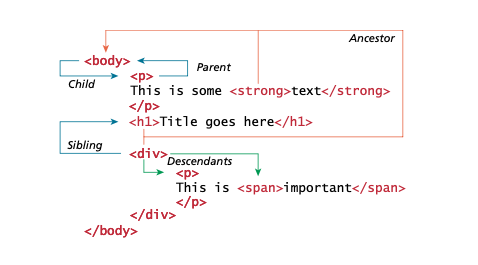 Ancestor
<body>
Parent
<p>
Child
This is some <strong>text</strong>
</p>
<h1>Title goes here</h1>
Sibling
<div>
Descendants
<p>
This is <span>important</span>
</p>
</div>
</body>